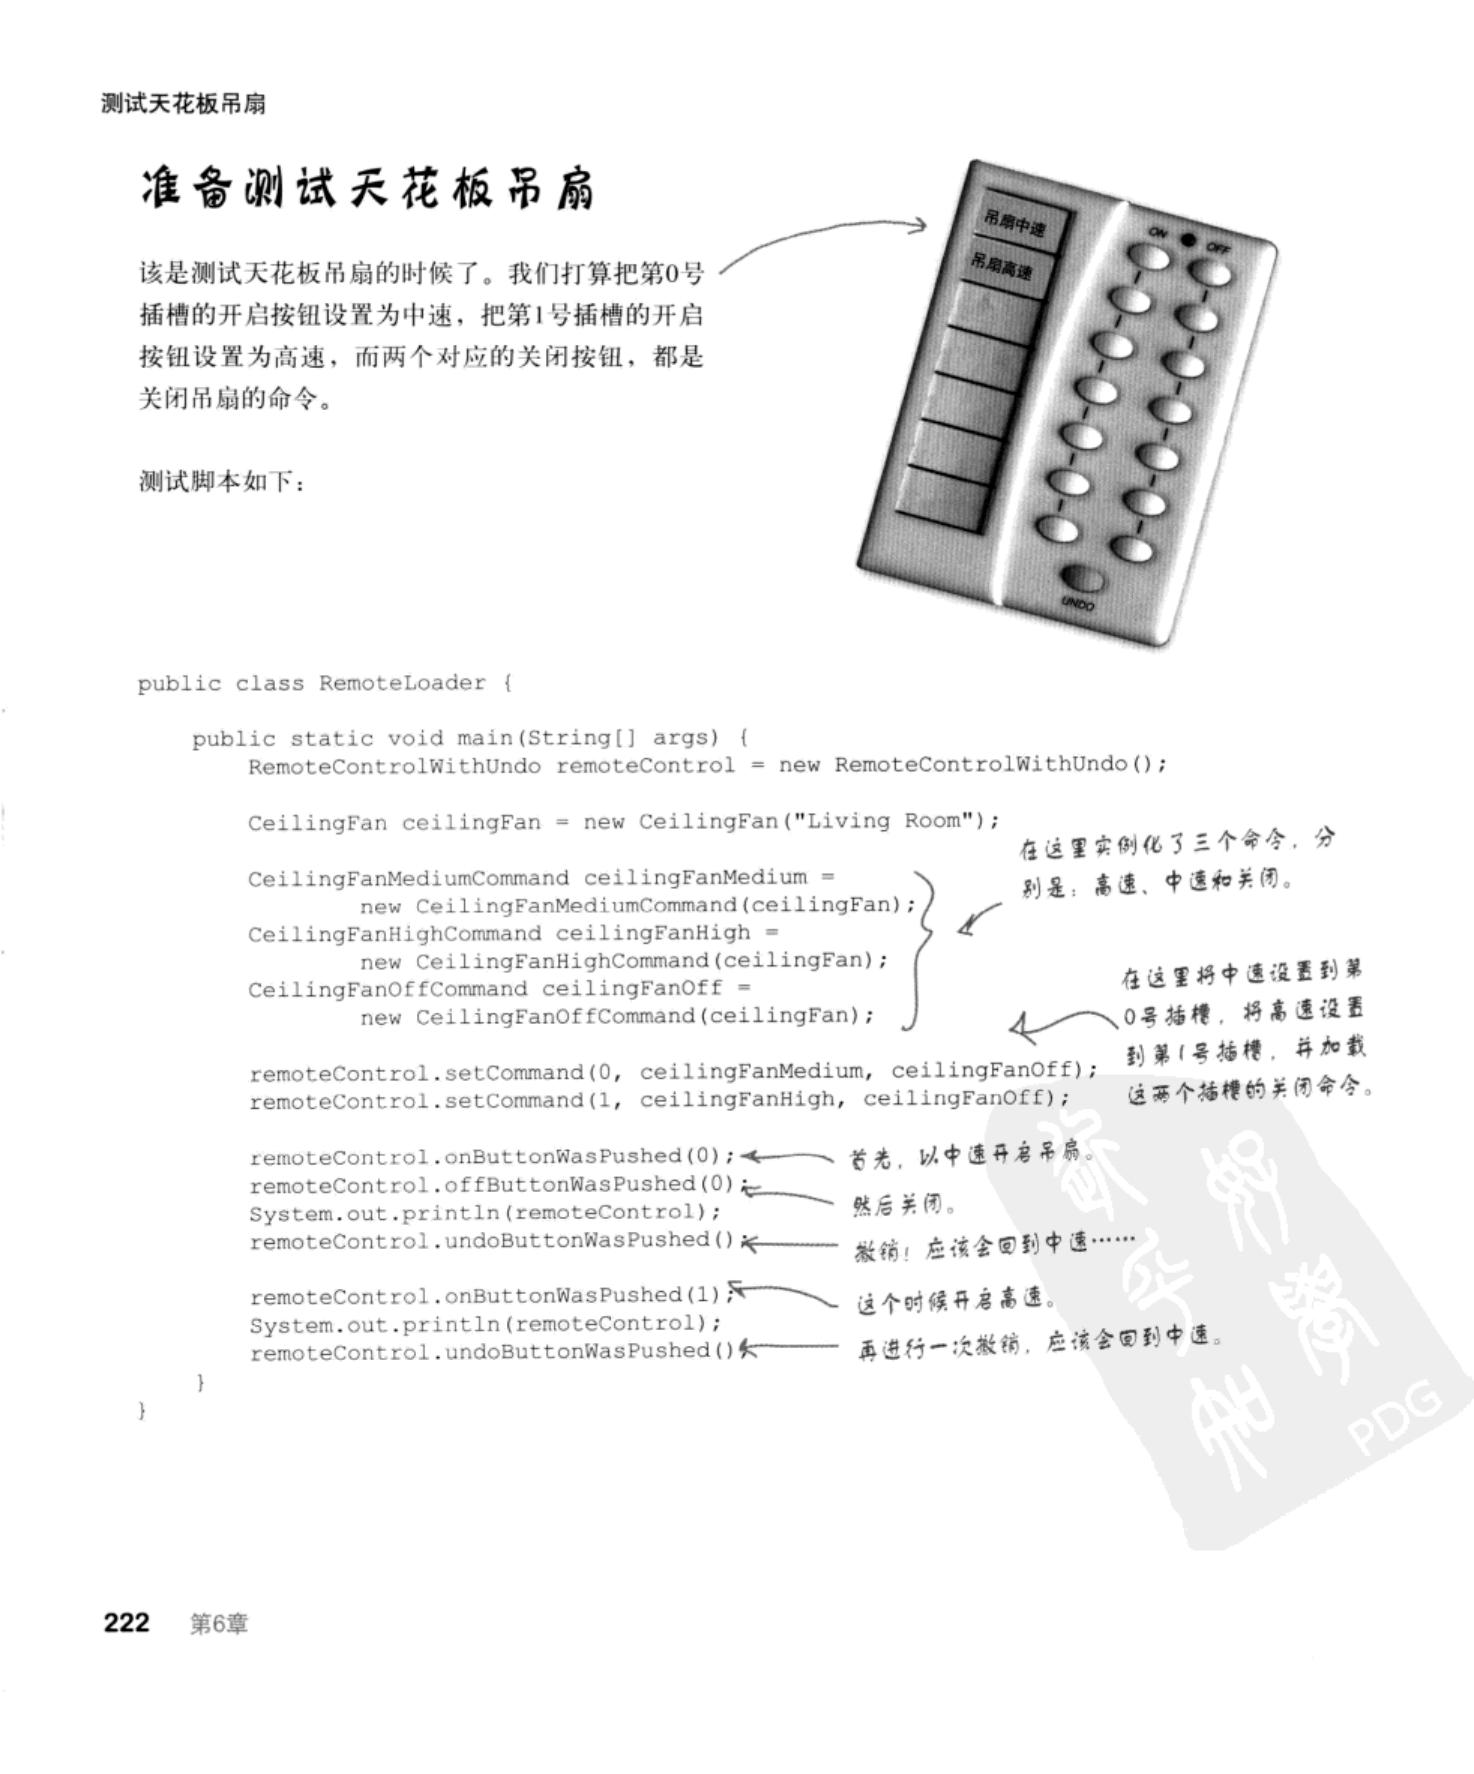 测试天花板吊扇
准备测试天花板吊扇
该是测试天花板吊扇的时候了。我们打算把第0号
插槽的开启按钮设置为中速，把第1号插槽的开启
按钮设置为高速，而两个对应的关闭按钮，都是
关闭吊扇的命令。
测试脚本如下：
吊扇中速
吊扇高速
ON
OFF
UNDO
public class RemoteLoader {
public static void main(String[] args) {
RemoteControlWithUndo remoteControl = new RemoteControlWithUndo();
CeilingFan ceilingFan = new CeilingFan("Living Room");
CeilingFanMediumCommand ceilingFanMedium =
new CeilingFanMediumCommand(ceilingFan);
CeilingFanHighCommand ceilingFanHigh =
new CeilingFanHighCommand(ceilingFan);
CeilingFanOffCommand ceilingFanOff =
new CeilingFanOffCommand(ceilingFan);
在这里实例化了三个命令，分
别是：高速、中速和关闭。
remoteControl.setCommand(0, ceilingFanMedium, ceilingFanOff);
remoteControl.setCommand(1, ceilingFanHigh, ceilingFanOff);
在这里将中速设置到第
0号插槽，将高速设置
到第1号插槽，并加载
这两个插槽的关闭命令。
remoteControl.onButtonWasPushed(0);
首先，以中速开启吊扇。
remoteControl.offButtonWasPushed(0);
然后关闭。
System.out.println(remoteControl);
remoteControl.undoButtonWasPushed();
撤销！应该会回到中速……
remoteControl.onButtonWasPushed(1);
这个时候开启高速。
System.out.println(remoteControl);
remoteControl.undoButtonWasPushed();
再进行一次撤销，应该会回到中速。
}
}
PDG
222 第6章